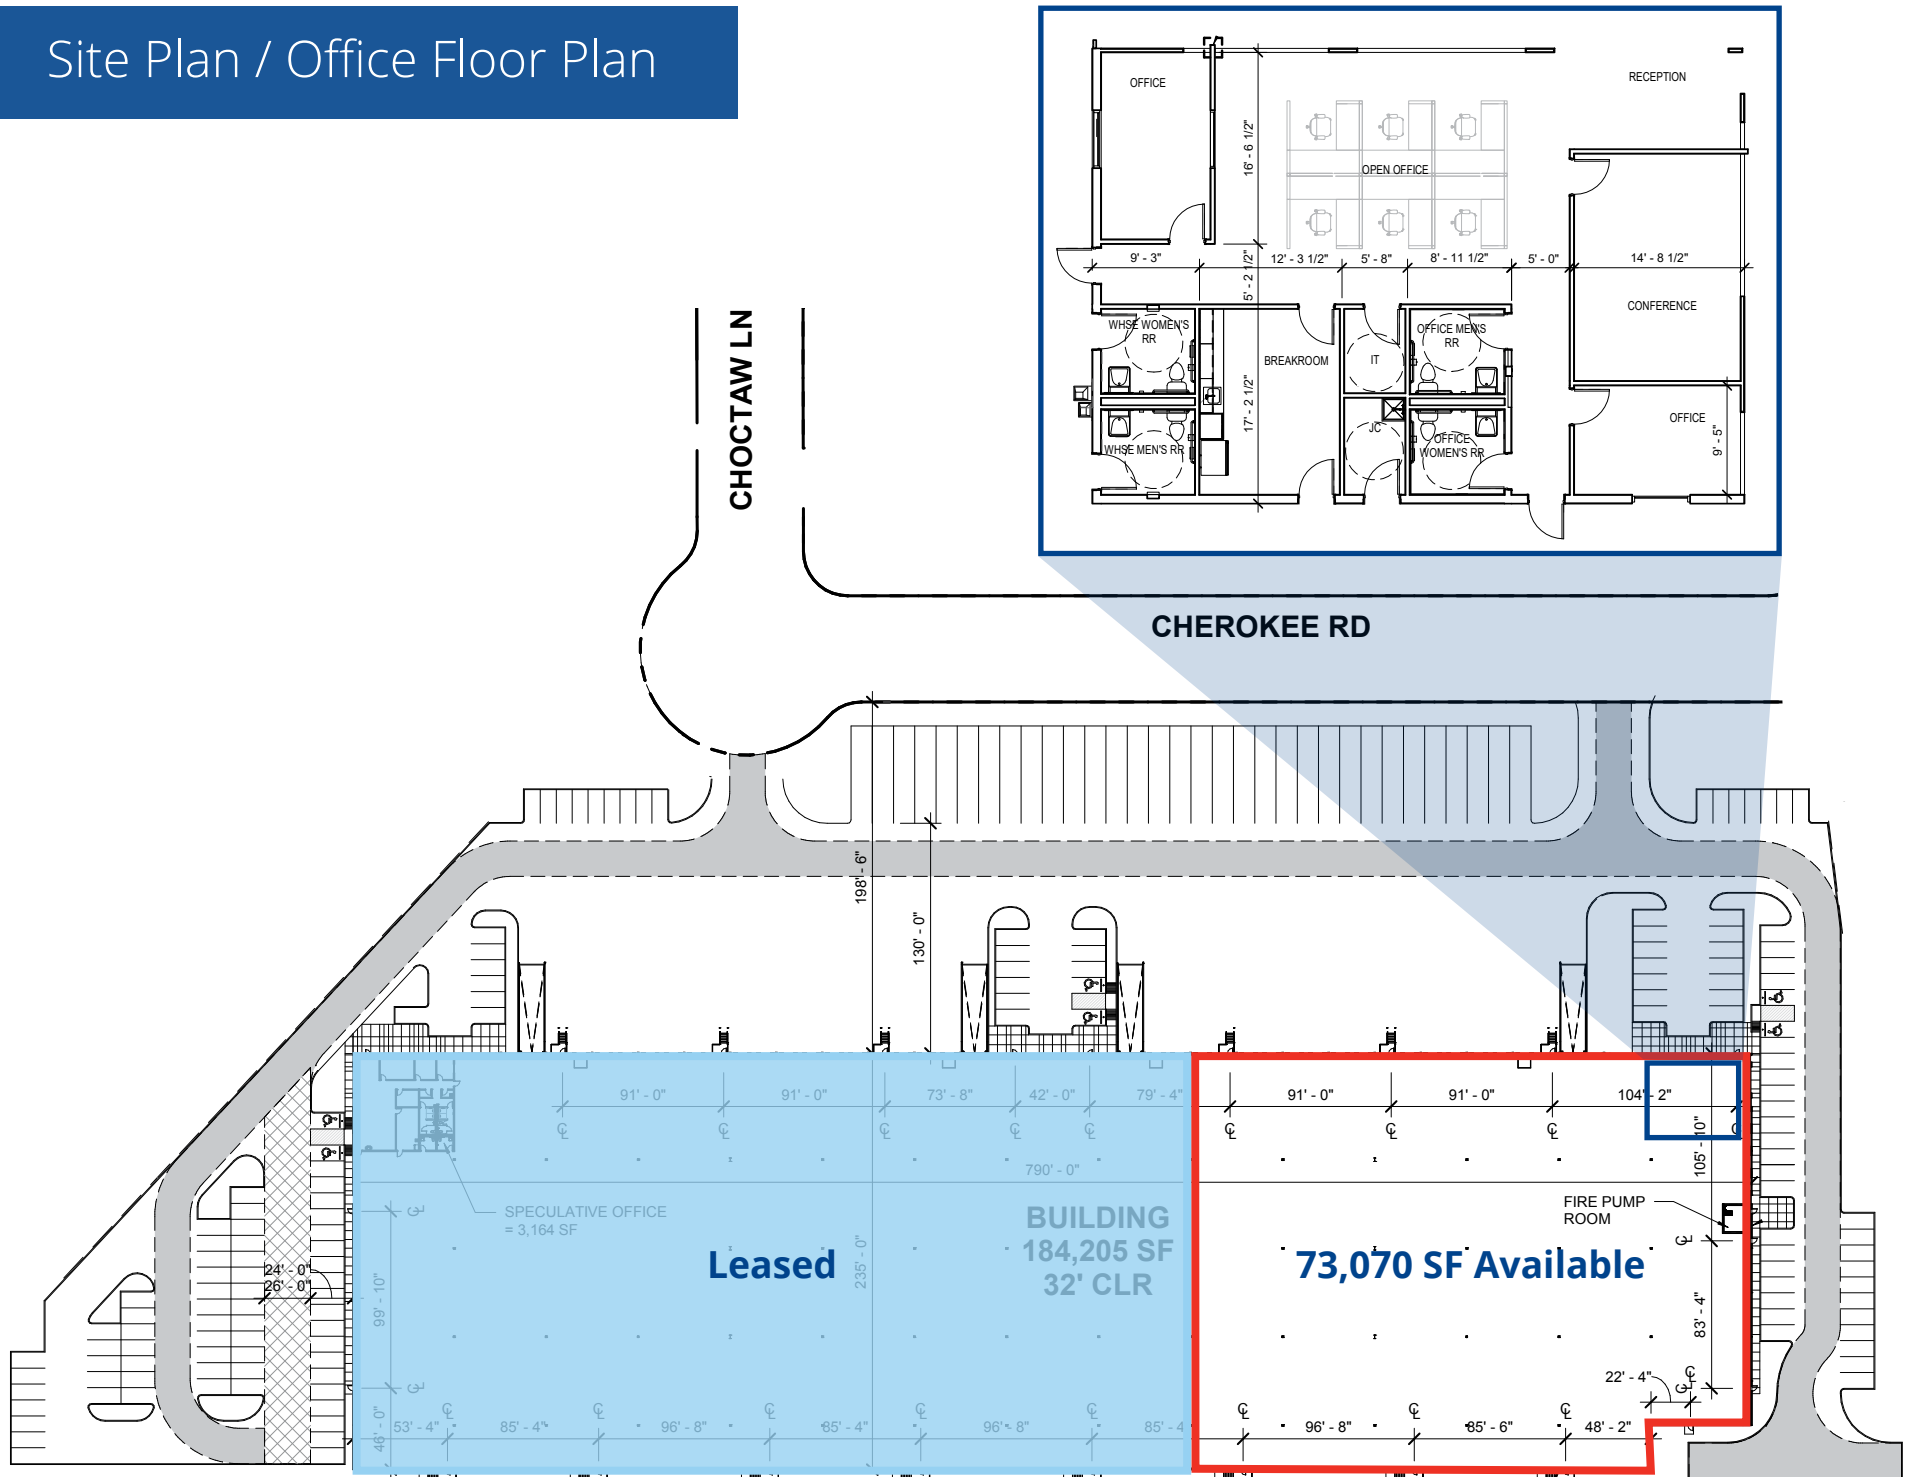 Site Plan / Office Floor Plan
OFFICE
RECEPTION
16' - 6 1/2"
OPEN OFFICE
9' - 3"
5' - 2 1/2"
12' - 3 1/2"
5' - 8"
8' - 11 1/2"
5' - 0"
14' - 8 1/2"
CONFERENCE
WHSE WOMEN'S
RR
BREAKROOM
IT
OFFICE MEN'S
RR
17' - 2 1/2"
JC
OFFICE
WOMEN'S RR
WHSE MEN'S RR
OFFICE
9' - 5"
CHOCTAW LN
CHEROKEE RD
198' - 6"
130' - 0"
91' - 0"
91' - 0"
73' - 8"
42' - 0"
79' - 4"
91' - 0"
91' - 0"
104' - 2"
105' - 10"
790' - 0"
SPECULATIVE OFFICE
= 3,164 SF
BUILDING
184,205 SF
32' CLR
FIRE PUMP
ROOM
Leased
235' - 0"
73,070 SF Available
24' - 0"
26' - 0"
99' - 10"
83' - 4"
22' - 4"
46' - 0"
53' - 4"
85' - 4"
96' - 8"
85' - 4"
96' - 8"
85' - 4
96' - 8"
85' - 6"
48' - 2"